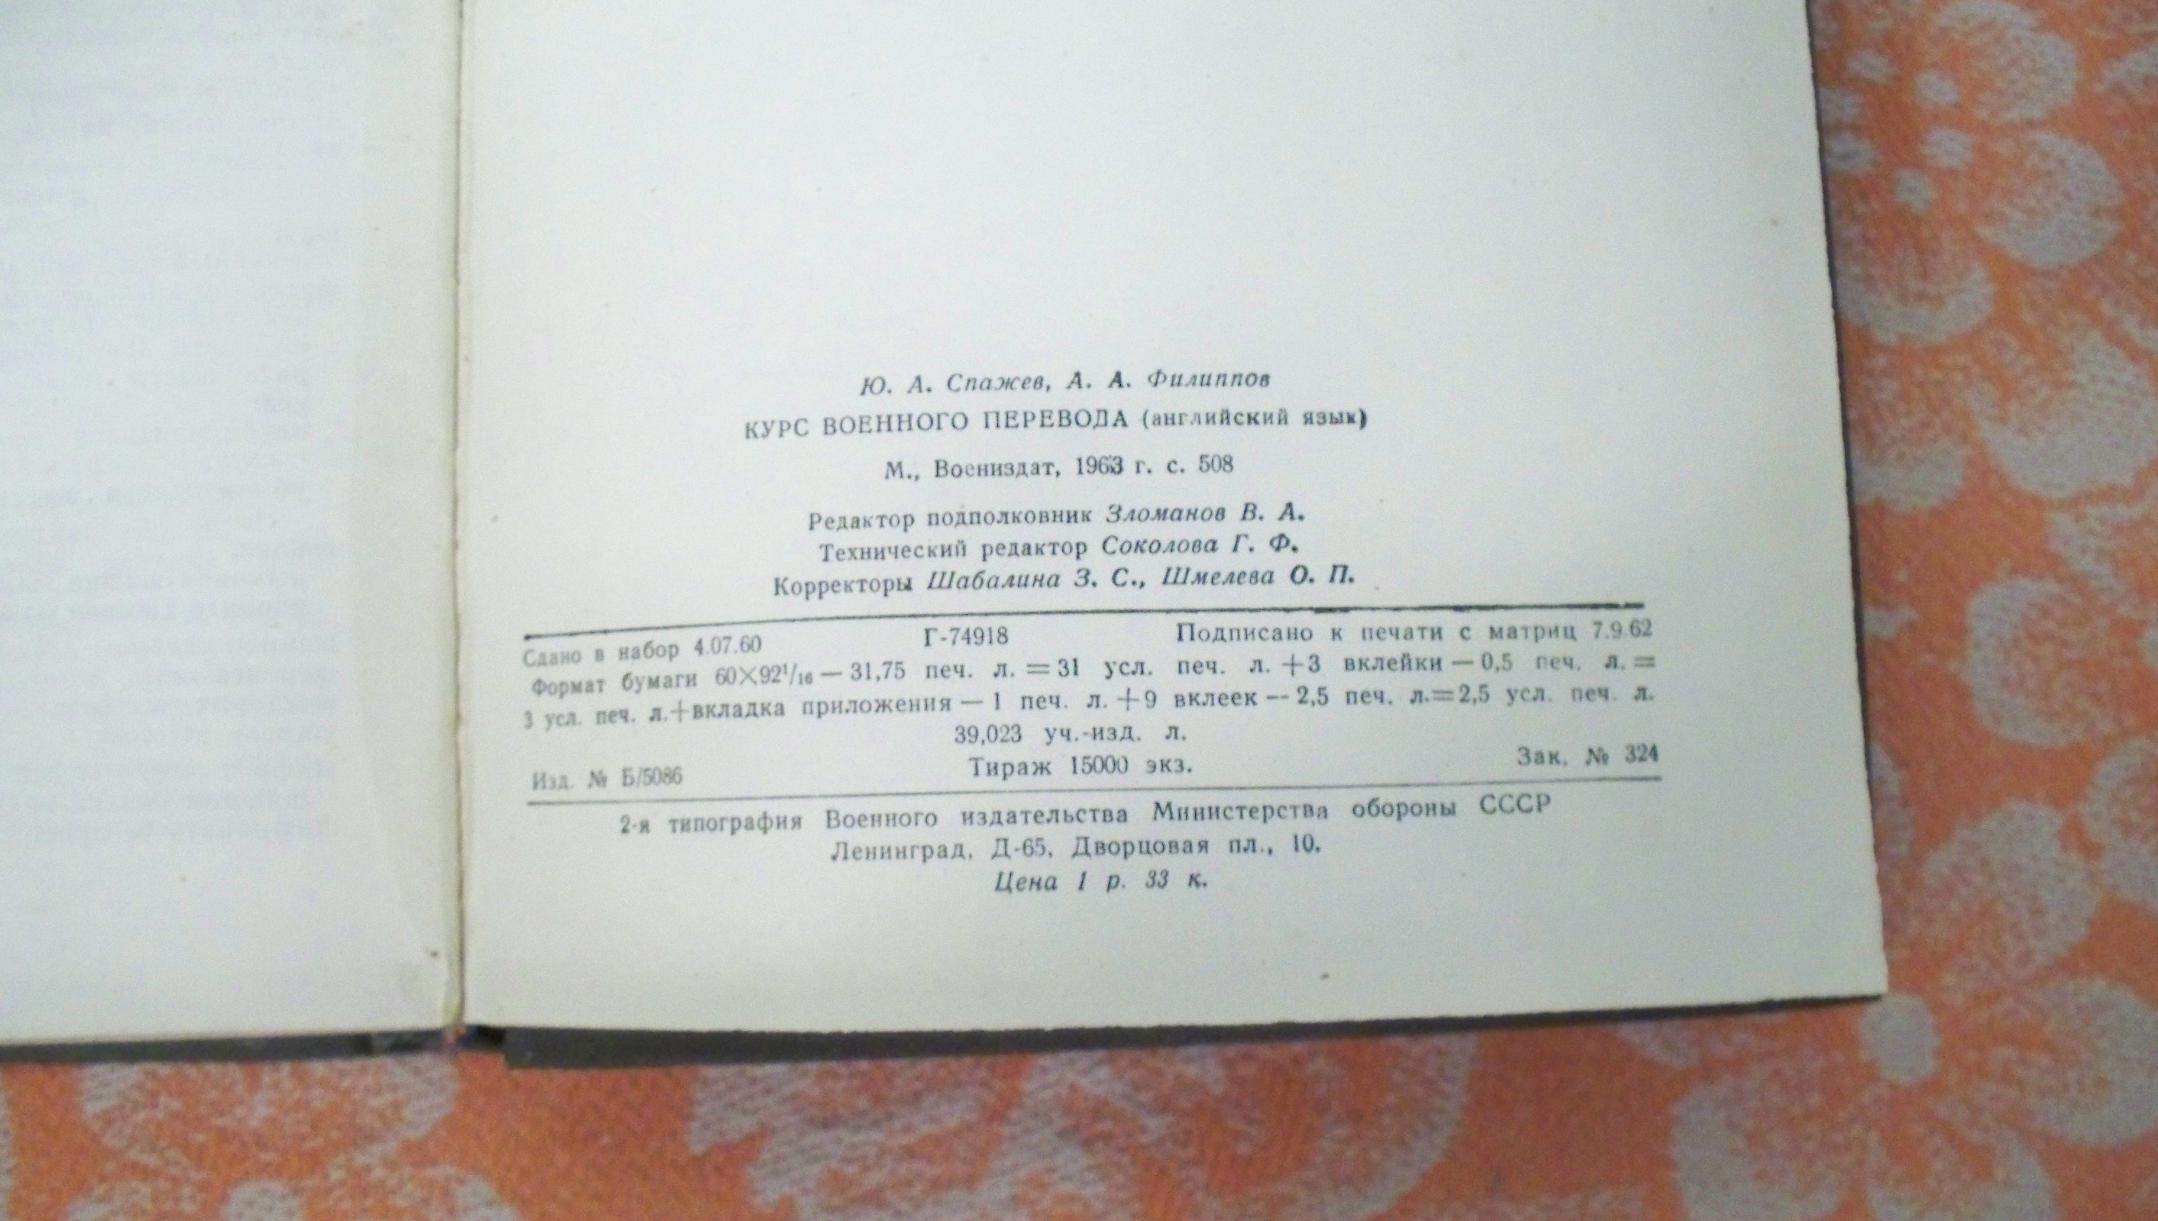 Ю. А. Спажев, А. А. Филиппов
КУРС ВОЕННОГО ПЕРЕВОДА (английский язык)
М., Воениздат, 1963 г. с. 508
Редактор подполковник Зломанов В. А.
Технический редактор Соколова Г. Ф.
Корректоры Шабалина З. С., Шмелева О. П.
Сдано в набор 4.07.60 Г-74918 Подписано к печати с матриц 7.9.62
Формат бумаги 60×92¹/₁₆ — 31,75 печ. л. = 31 усл. печ. л. +3 вклейки — 0,5 печ. л. =
3 усл. печ. л.+вкладка приложения — 1 печ. л. +9 вклеек -- 2,5 печ. л.=2,5 усл. печ. л.
39,023 уч.-изд. л.
Изд. № Б/5086 Тираж 15000 экз. Зак. № 324
2-я типография Военного издательства Министерства обороны СССР
Ленинград, Д-65, Дворцовая пл., 10.
Цена 1 р. 33 к.